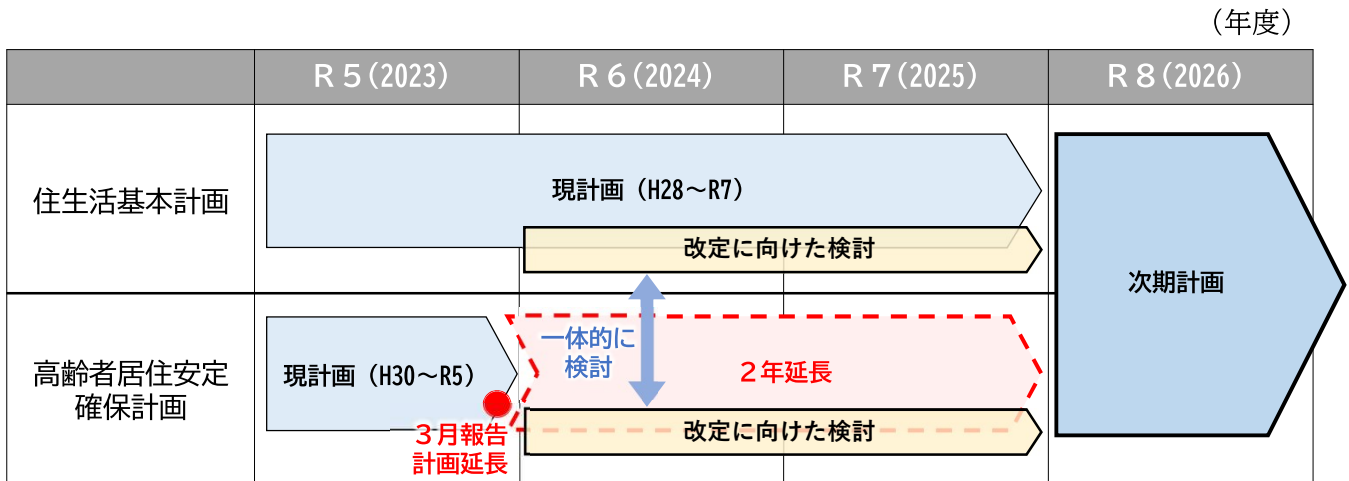 （年度）
Ｒ５(2023)
Ｒ６(2024)
Ｒ７(2025)
Ｒ８(2026)
住生活基本計画
現計画（H28～R7）
改定に向けた検討
次期計画
高齢者居住安定
確保計画
現計画（H30～R5）
一体的に
検討
２年延長
３月報告
計画延長
改定に向けた検討